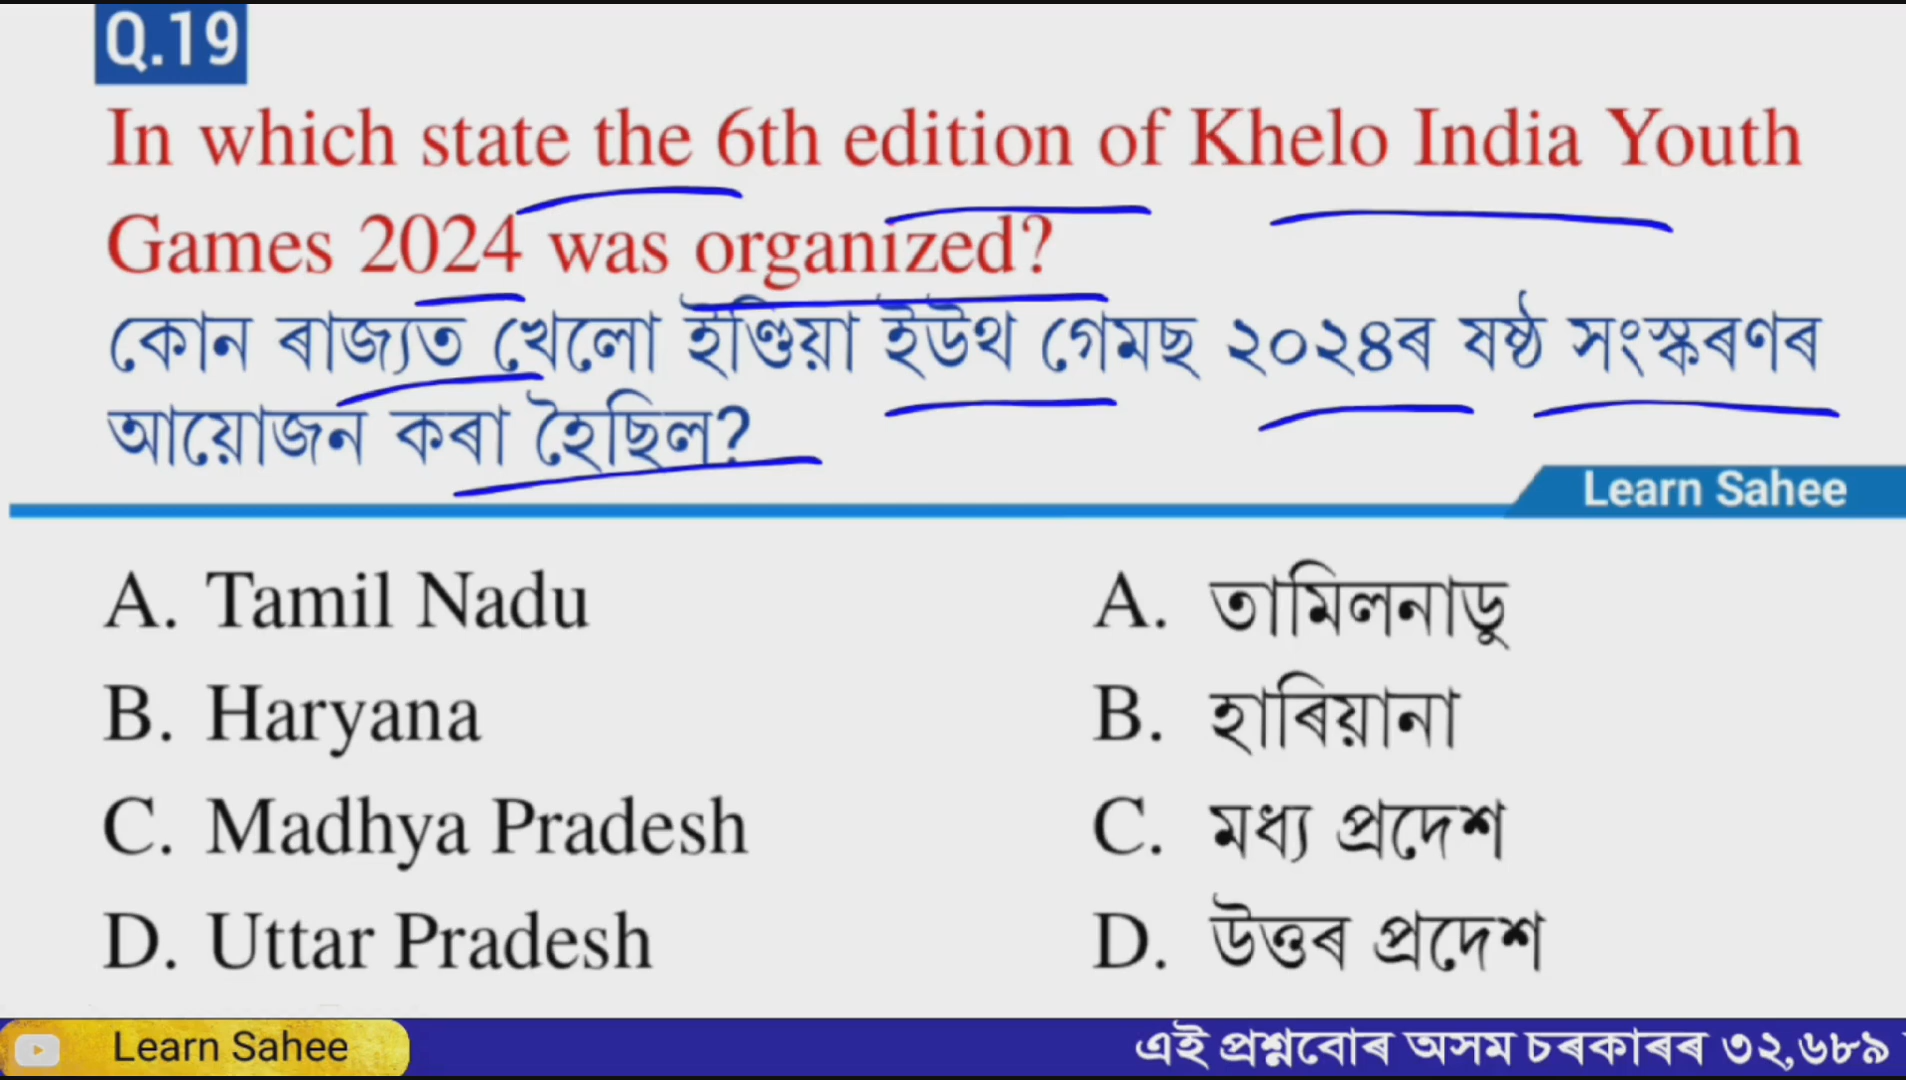 Q.19
In which state the 6th edition of Khelo India Youth
Games 2024 was organized?
কোন ৰাজ্যত খেলো ইণ্ডিয়া ইউথ গেমছ ২০২৪ৰ ষষ্ঠ সংস্কৰণৰ
আয়োজন কৰা হৈছিল?
Learn Sahee
A. Tamil Nadu
A. তামিলনাডু
B. Haryana
B. হাৰিয়ানা
C. Madhya Pradesh
C. মধ্য প্ৰদেশ
D. Uttar Pradesh
D. উত্তৰ প্ৰদেশ
Learn Sahee
এই প্ৰশ্নবোৰ অসম চৰকাৰৰ ৩২,৬৮৯